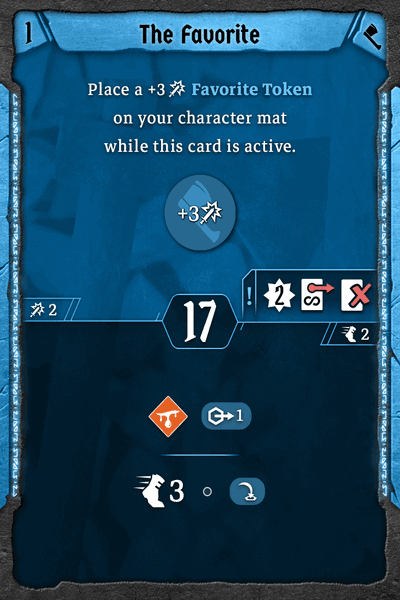 1
The Favorite
Place a +3 Favorite Token
on your character mat
while this card is active.
+3
2
17
! 2
2
1
3